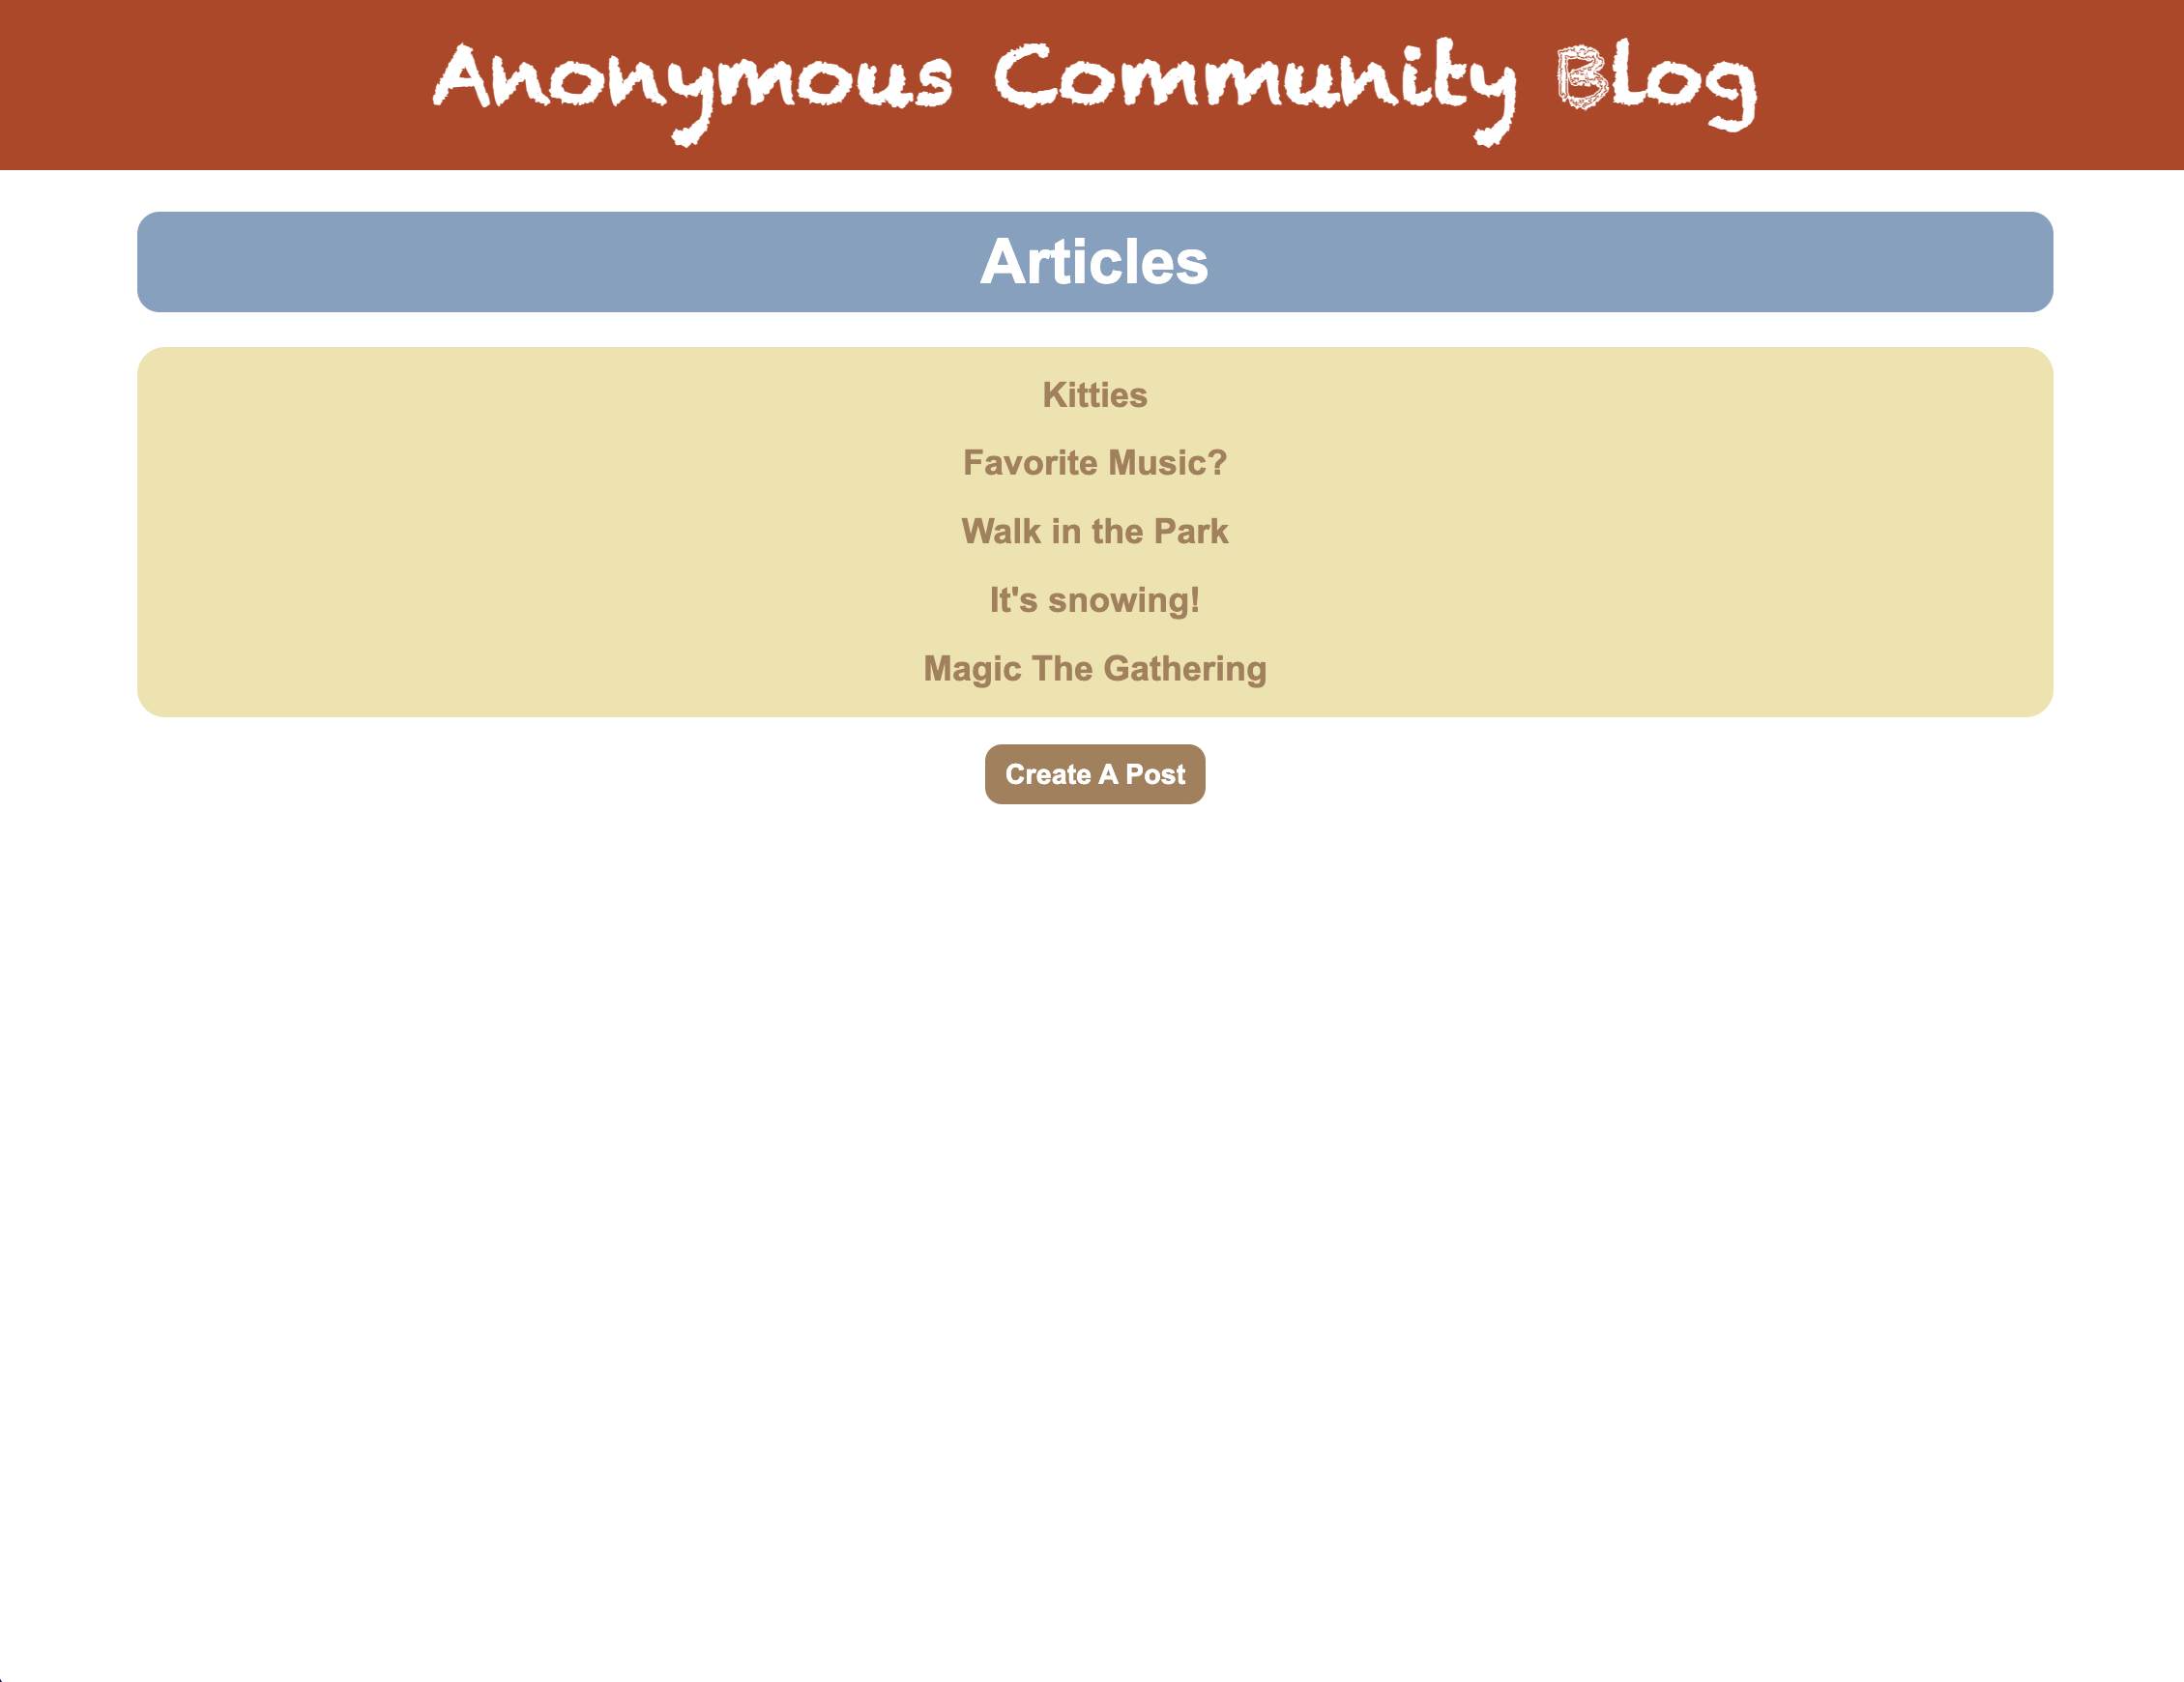 Anonymous Community Blog
Articles
Kitties
Favorite Music?
Walk in the Park
It's snowing!
Magic The Gathering
Create A Post